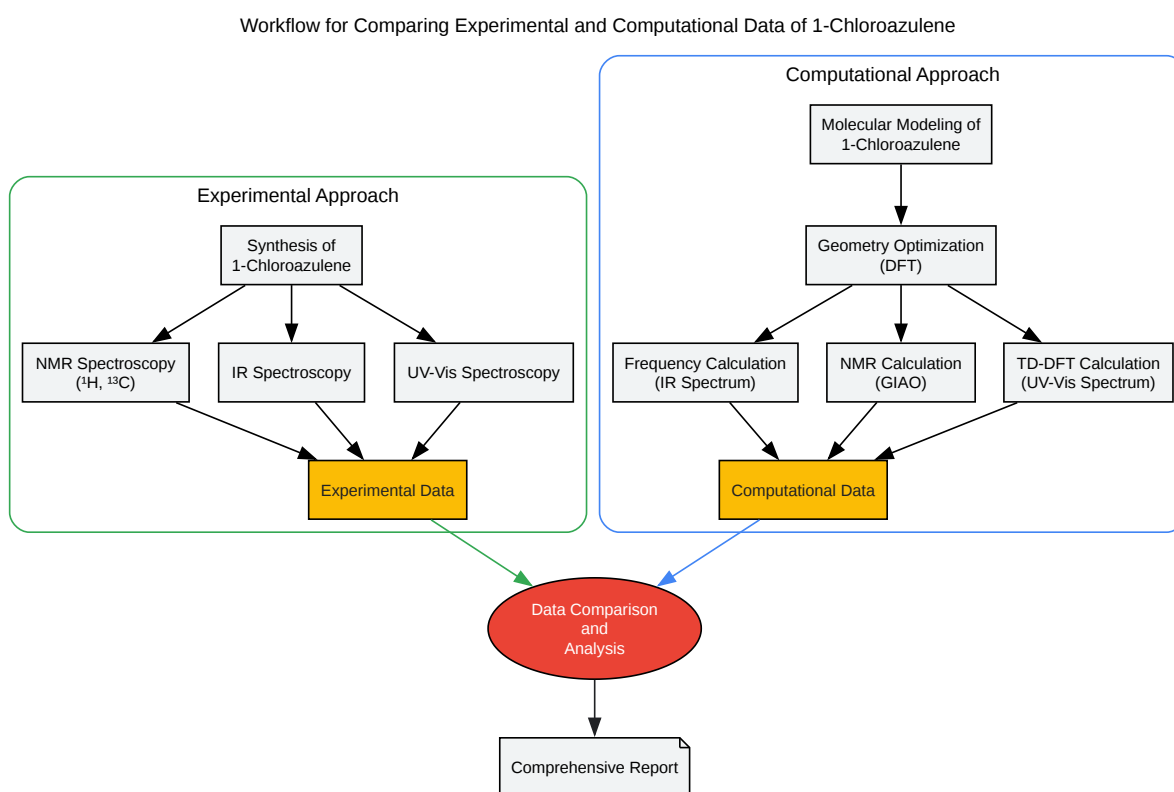 Workflow for Comparing Experimental and Computational Data of 1-Chloroazulene
Experimental Approach
Synthesis of
1-Chloroazulene
NMR Spectroscopy
(¹H, ¹³C)
IR Spectroscopy
UV-Vis Spectroscopy
Experimental Data
Computational Approach
Molecular Modeling of
1-Chloroazulene
Geometry Optimization
(DFT)
Frequency Calculation
(IR Spectrum)
NMR Calculation
(GIAO)
TD-DFT Calculation
(UV-Vis Spectrum)
Computational Data
Data Comparison
and
Analysis
Comprehensive Report